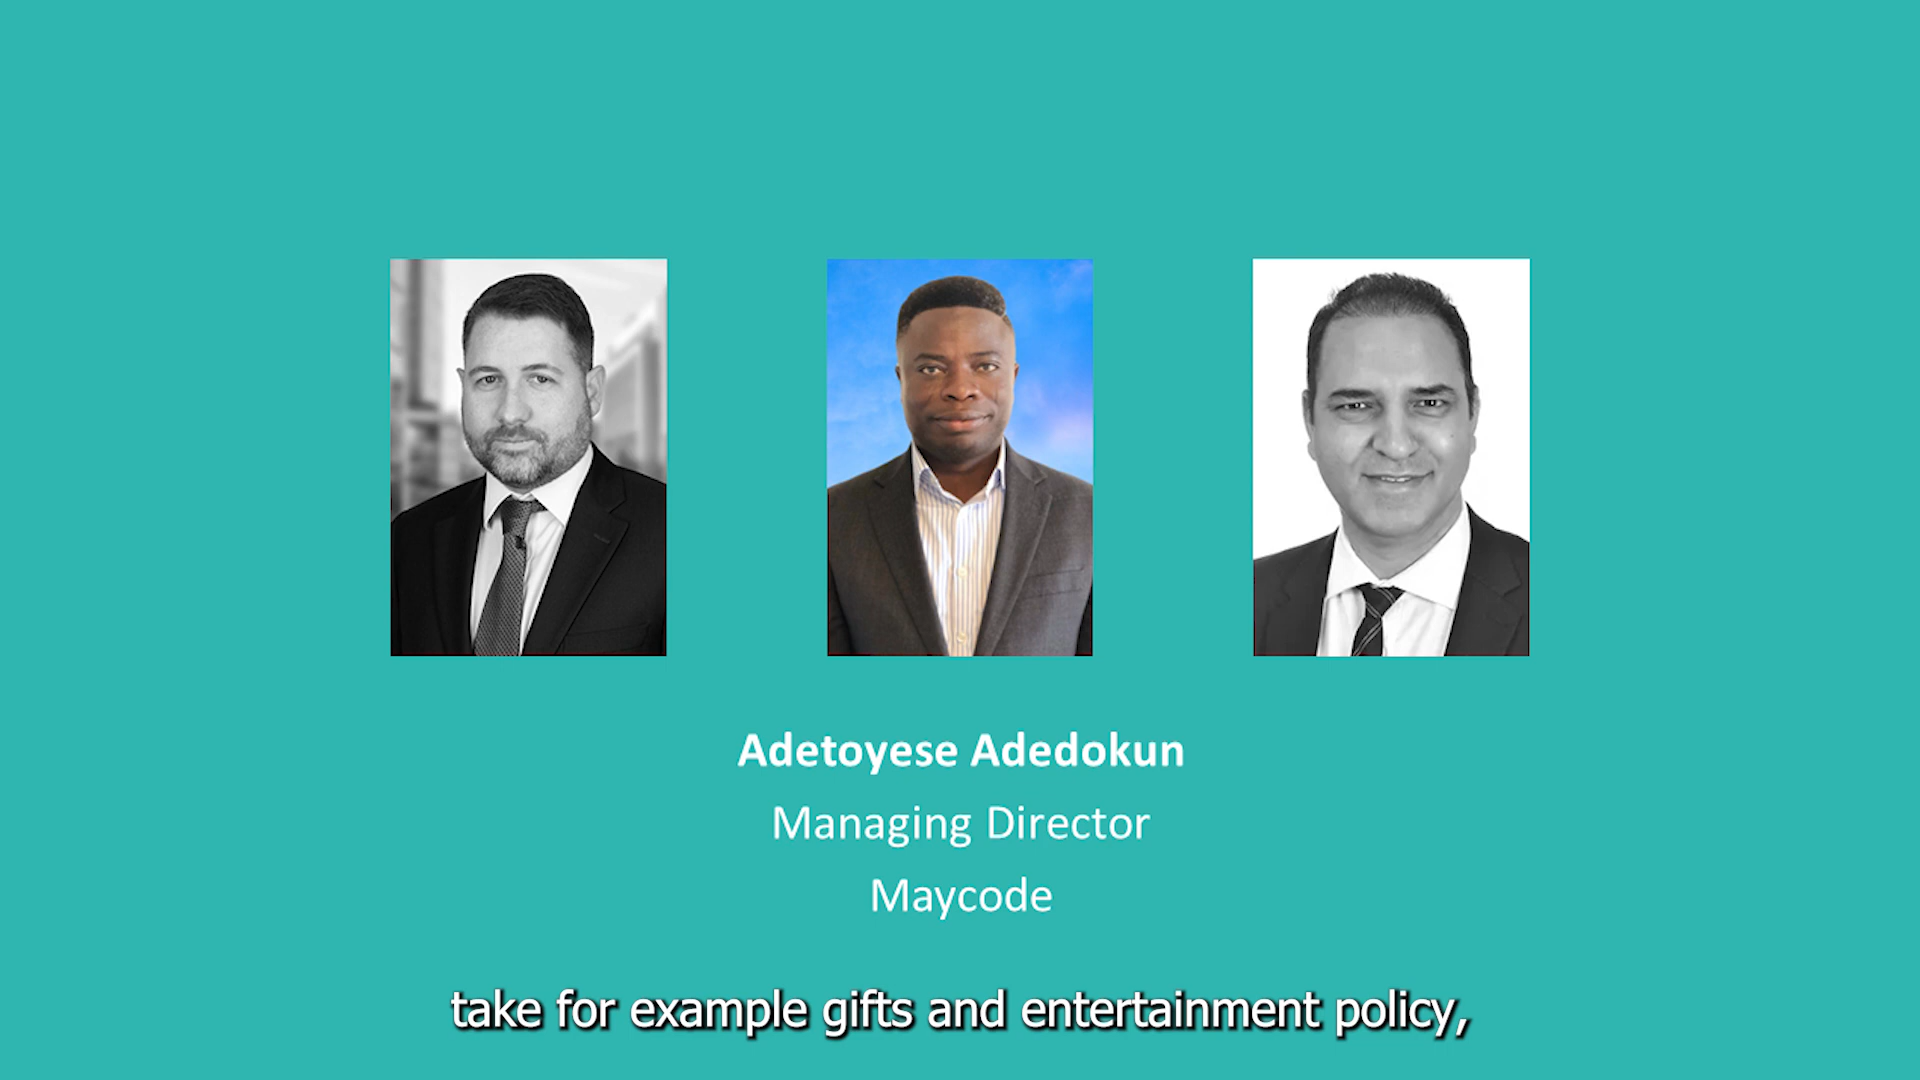 Adetoyese Adedokun
Managing Director
Maycode
take for example gifts and entertainment policy,